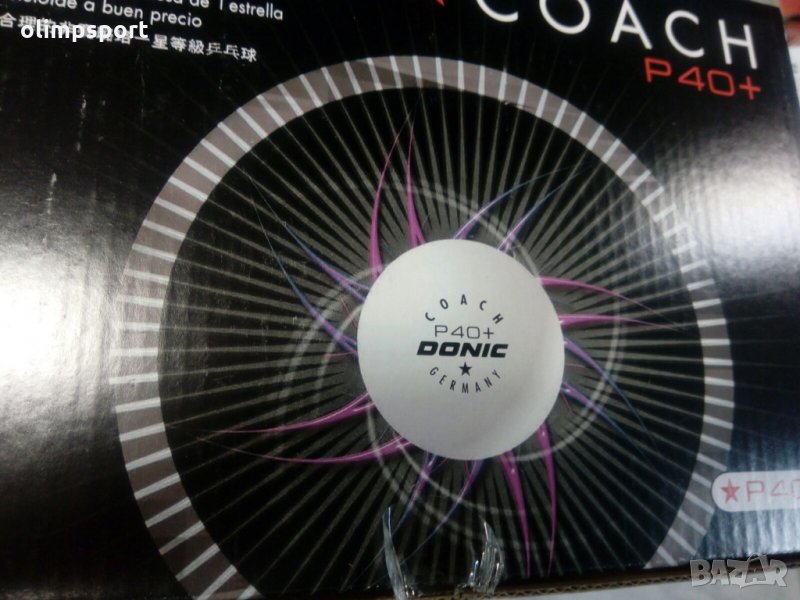 de 1 estrella
a buen precio
星等級乒乓球
olimpsport
COACH
P40+
COACH
P40+
DONIC
GERMANY
P40
BAZAR